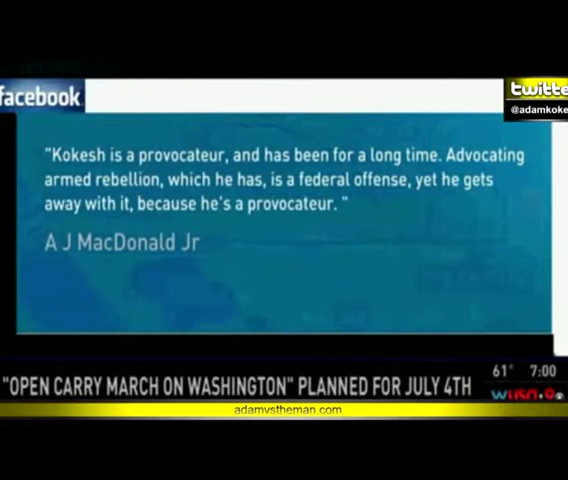 facebook.
twitte
@adamkoke
"Kokesh is a provocateur, and has been for a long time. Advocating
armed rebellion, which he has, is a federal offense, yet he gets
away with it, because he's a provocateur. "
A J MacDonald Jr
61° 7:00
"OPEN CARRY MARCH ON WASHINGTON" PLANNED FOR JULY 4TH
wusa
adamvstheman.com